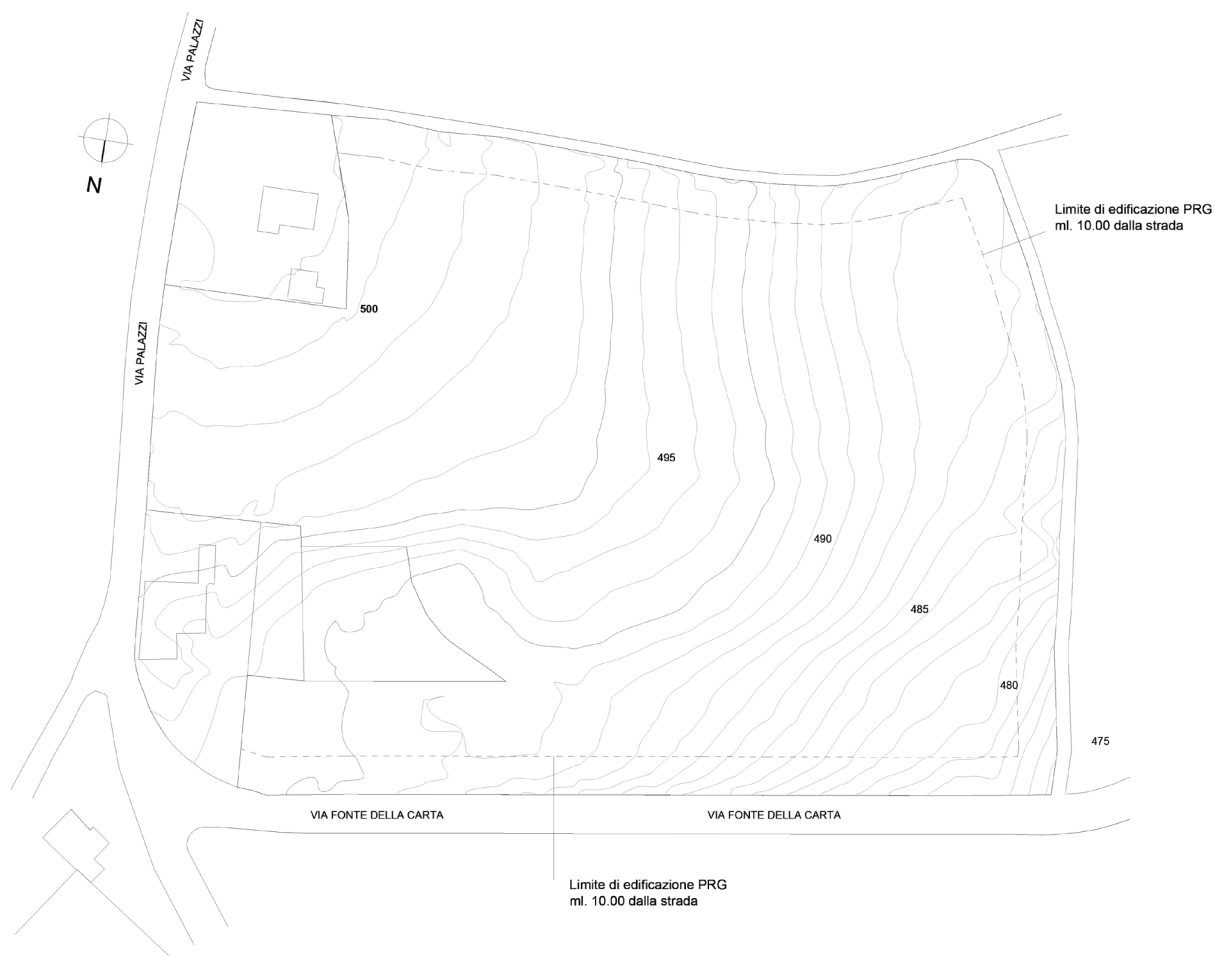 VIA PALAZZI
N
Limite di edificazione PRG
ml. 10.00 dalla strada
500
VIA PALAZZI
495
490
485
480
475
VIA FONTE DELLA CARTA
VIA FONTE DELLA CARTA
Limite di edificazione PRG
ml. 10.00 dalla strada